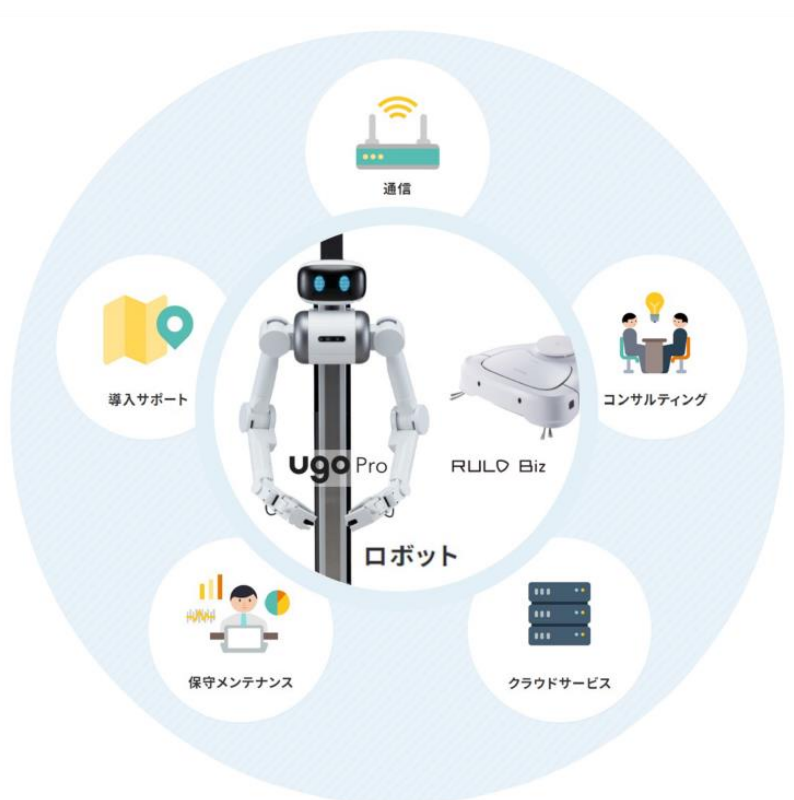 通信
導入サポート
コンサルティング
ugo Pro
RULO Biz
ロボット
保守メンテナンス
クラウドサービス